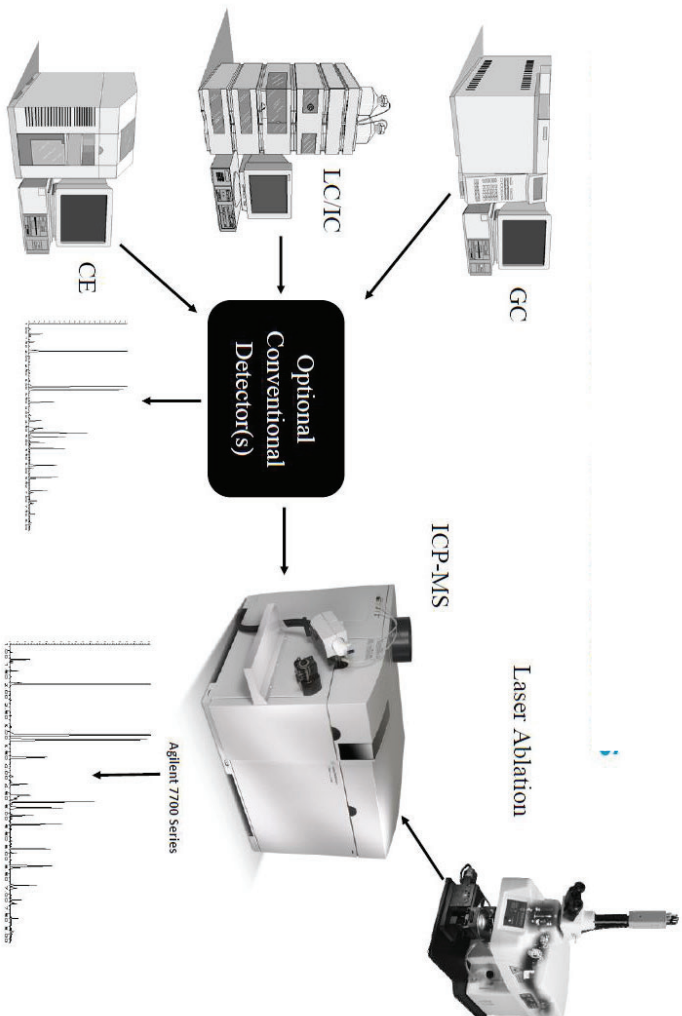 Laser Ablation
GC
LC/IC
CE
Optional
Conventional
Detector(s)
ICP-MS
Agilent 7700 Series